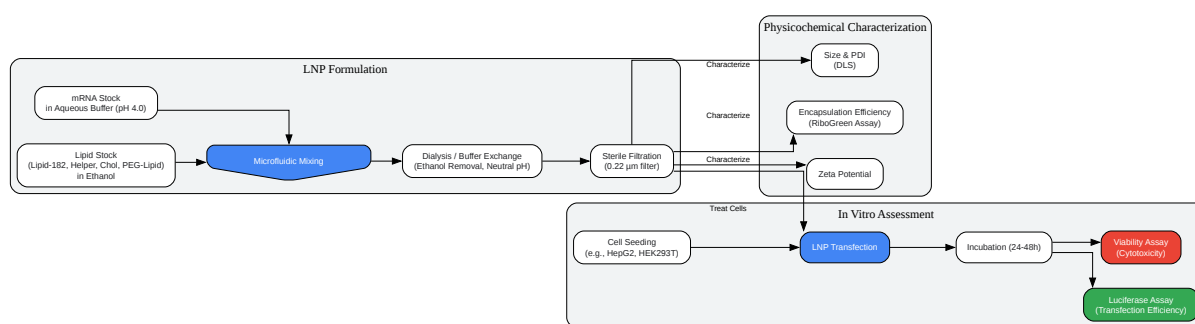 Physicochemical Characterization
Size & PDI
(DLS)
Characterize
LNP Formulation
mRNA Stock
in Aqueous Buffer (pH 4.0)
Characterize
Encapsulation Efficiency
(RiboGreen Assay)
Lipid Stock
(Lipid-182, Helper, Chol, PEG-Lipid)
in Ethanol
Microfluidic Mixing
Dialysis / Buffer Exchange
(Ethanol Removal, Neutral pH)
Sterile Filtration
(0.22 µm filter)
Characterize
Zeta Potential
Treat Cells
In Vitro Assessment
Cell Seeding
(e.g., HepG2, HEK293T)
LNP Transfection
Incubation (24-48h)
Viability Assay
(Cytotoxicity)
Luciferase Assay
(Transfection Efficiency)